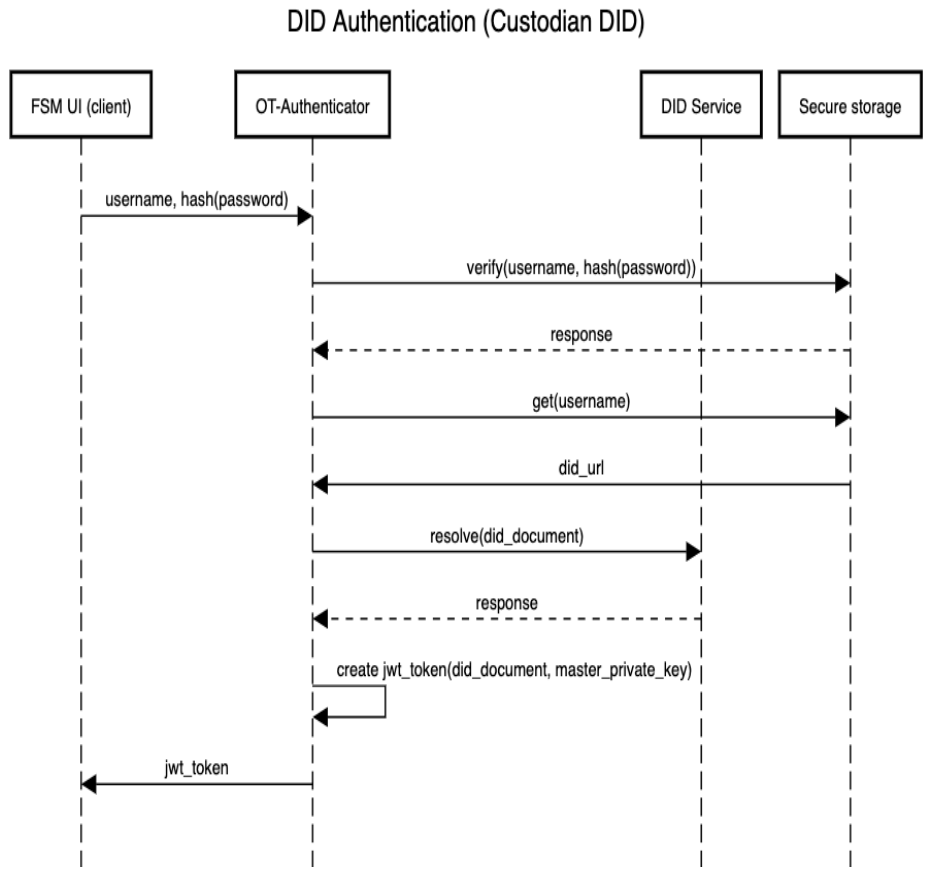 DID Authentication (Custodian DID)
FSM UI (client)
OT-Authenticator
DID Service
Secure storage
username, hash(password)
verify(username, hash(password))
response
get(username)
did_url
resolve(did_document)
response
create jwt_token(did_document, master_private_key)
jwt_token